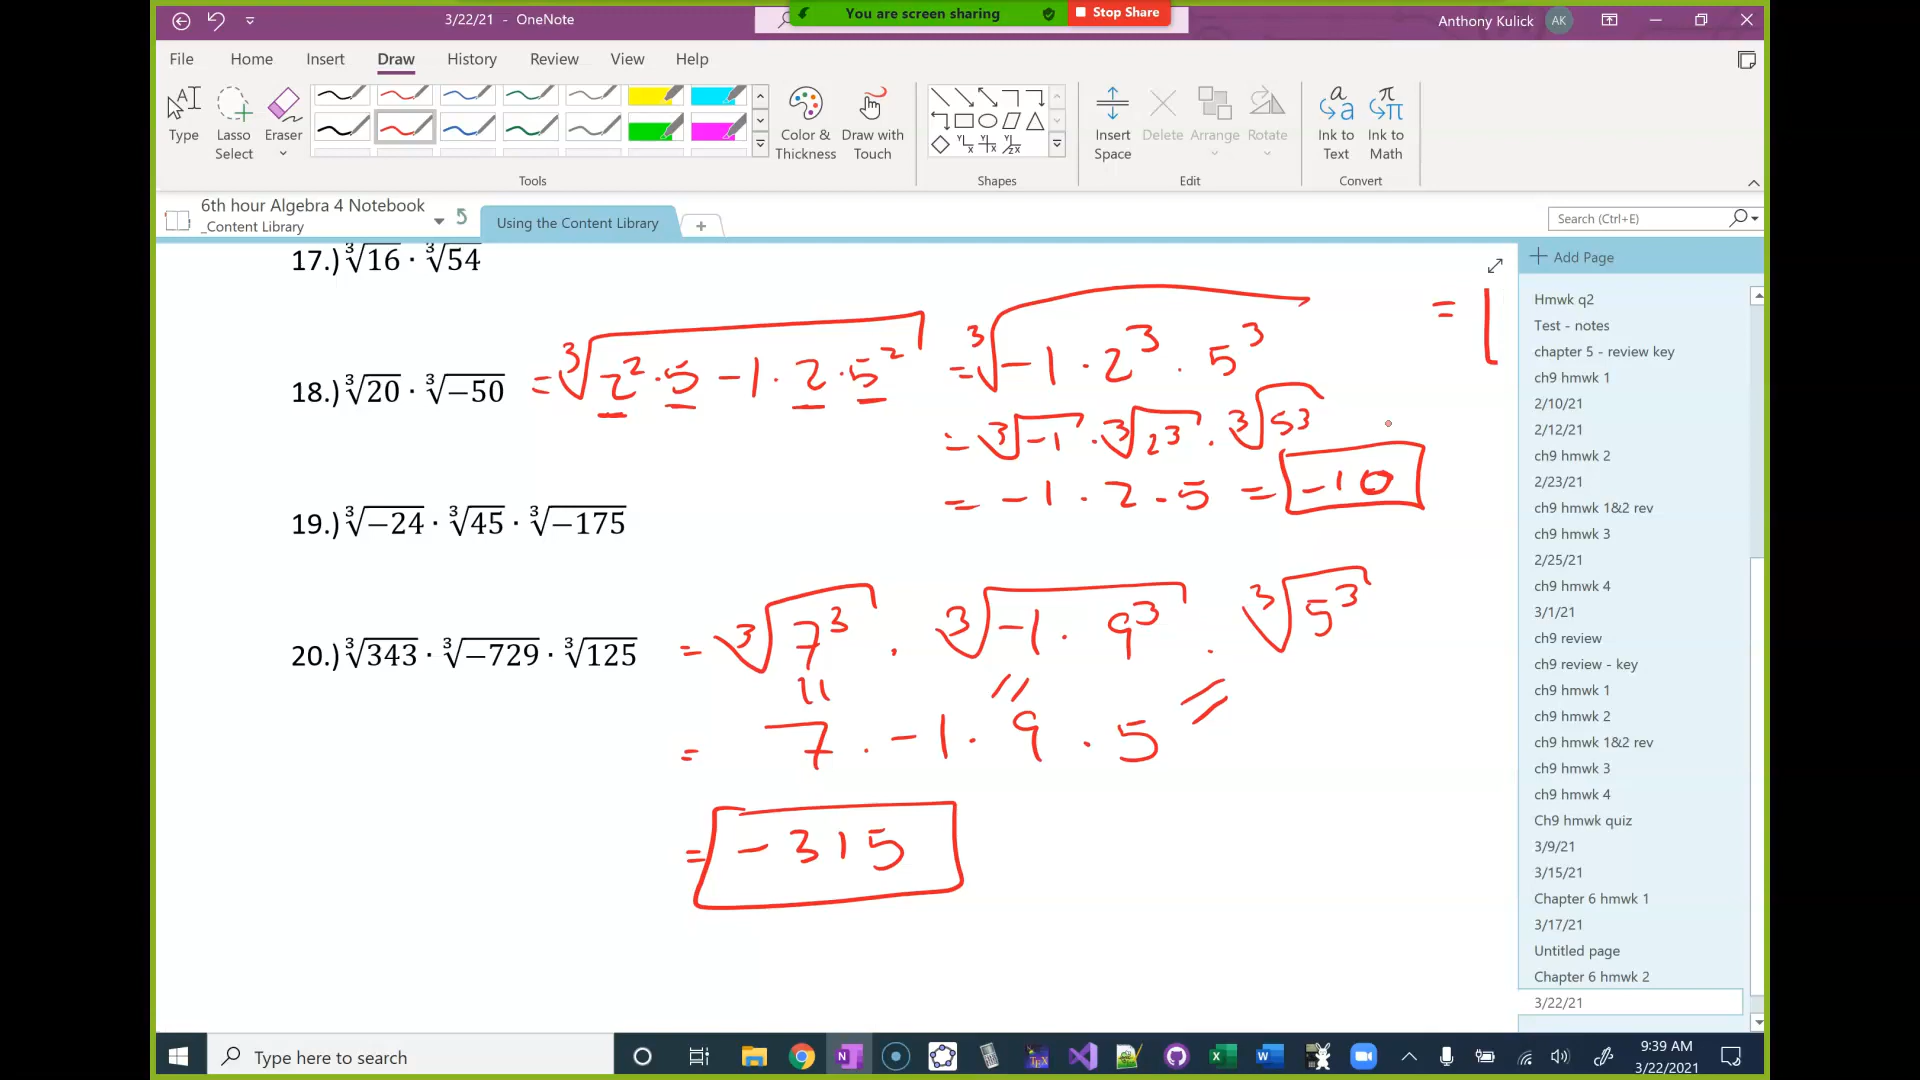 3/22/21 - OneNote
You are screen sharing
Stop Share
Anthony Kulick
AK
File Home Insert Draw History Review View Help
Type
Lasso Select
Eraser
Color & Thickness
Draw with Touch
Insert Space
Delete
Arrange
Rotate
Ink to Text
Ink to Math
Tools
Shapes
Edit
Convert
6th hour Algebra 4 Notebook
_Content Library
Using the Content Library
Search (Ctrl+E)
Add Page
17.) ∛16 · ∛54
18.) ∛20 · ∛−50 = ∛(2² · 5 − 1 · 2 · 5²) = ∛(−1 · 2³ · 5³)
= ∛−1 · ∛2³ · ∛5³
= −1 · 2 · 5 = −10
19.) ∛−24 · ∛45 · ∛−175
20.) ∛343 · ∛−729 · ∛125 = ∛7³ · ∛(−1 · 9³) · ∛5³
= 7 · −1 · 9 · 5
= −315
Hmwk q2
Test - notes
chapter 5 - review key
ch9 hmwk 1
2/10/21
2/12/21
ch9 hmwk 2
2/23/21
ch9 hmwk 1&2 rev
ch9 hmwk 3
2/25/21
ch9 hmwk 4
3/1/21
ch9 review
ch9 review - key
ch9 hmwk 1
ch9 hmwk 2
ch9 hmwk 1&2 rev
ch9 hmwk 3
ch9 hmwk 4
Ch9 hmwk quiz
3/9/21
3/15/21
Chapter 6 hmwk 1
3/17/21
Untitled page
Chapter 6 hmwk 2
3/22/21
Type here to search
9:39 AM
3/22/2021